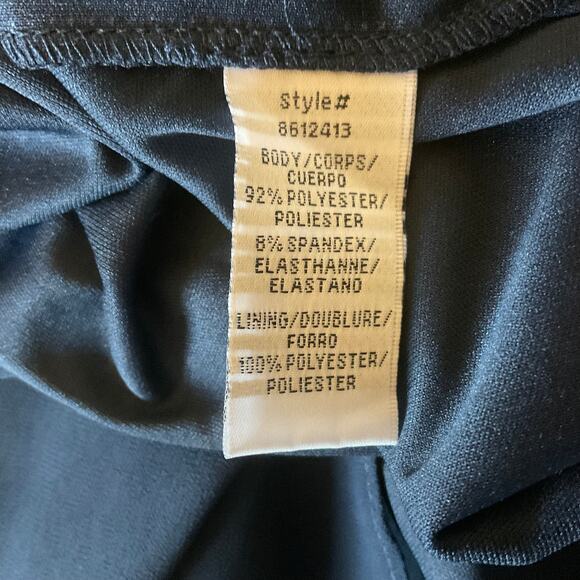 style#
8612413
BODY/CORPS/
CUERPO
92% POLYESTER/
POLIESTER
8% SPANDEX/
ELASTHANNE/
ELASTANO
LINING/DOUBLURE/
FORRO
100% POLYESTER/
POLIESTER